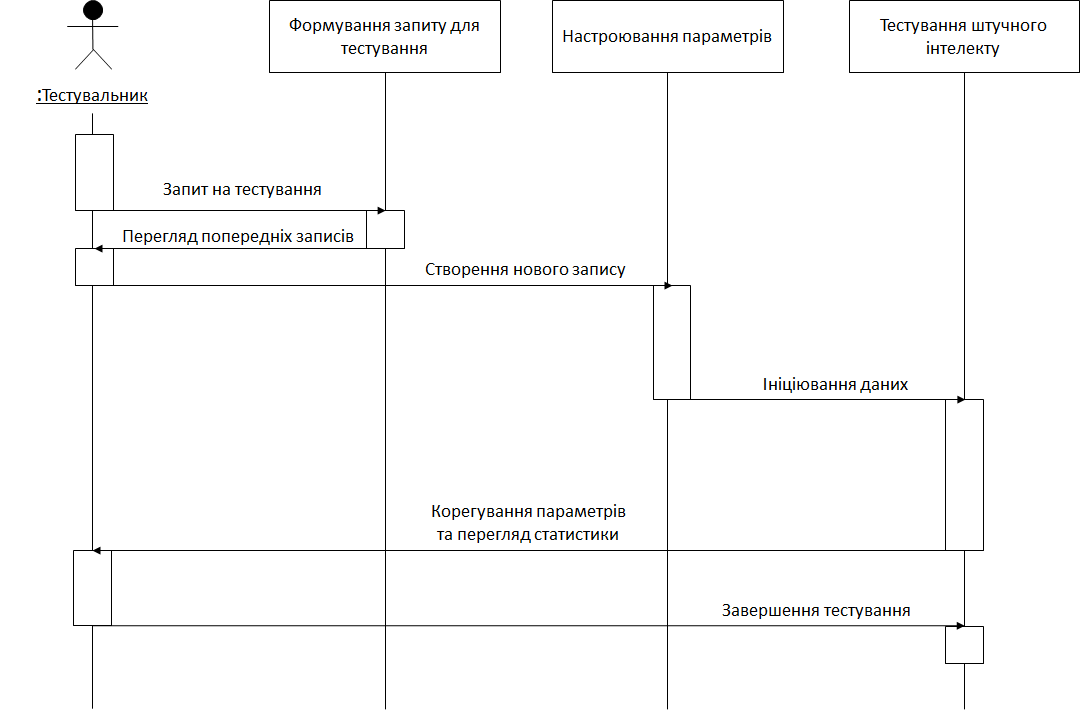 Формування запиту для
тестування
Настроювання параметрів
Тестування штучного
інтелекту
:Тестувальник
Запит на тестування
Перегляд попередніх записів
Створення нового запису
Ініціювання даних
Корегування параметрів
та перегляд статистики
Завершення тестування